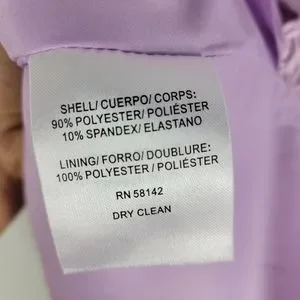 SHELL/ CUERPO/ CORPS:
90% POLYESTER/ POLIÉSTER
10% SPANDEX/ ELASTANO
LINING/ FORRO/ DOUBLURE:
100% POLYESTER / POLIÉSTER
RN 58142
DRY CLEAN